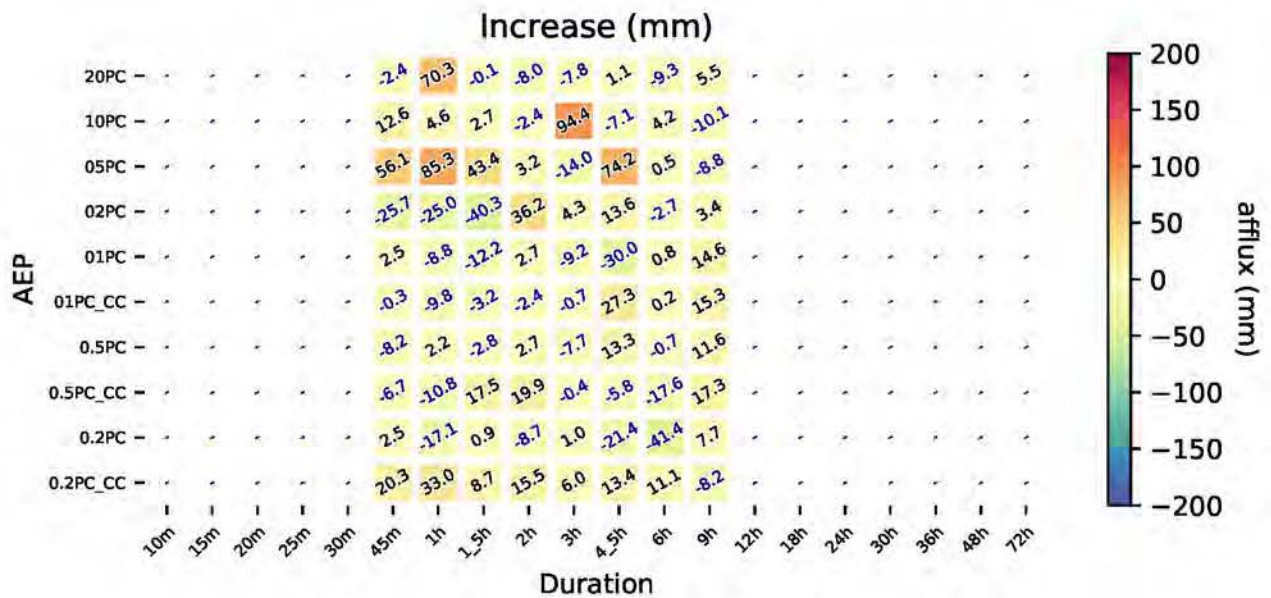 Increase (mm)
20PC - - - - - -2.4 70.3 -0.1 -8.0 -7.8 1.1 -9.3 5.5 - - - - - - -
10PC - - - - - 12.6 4.6 2.7 -2.4 94.4 -7.1 4.2 -10.1 - - - - - - -
05PC - - - - - 56.1 85.3 43.4 3.2 -14.0 74.2 0.5 -8.8 - - - - - - -
02PC - - - - - -25.7 -25.0 -40.3 36.2 4.3 13.6 -2.7 3.4 - - - - - - -
01PC - - - - - 2.5 -8.8 -12.2 2.7 -9.2 -30.0 0.8 14.6 - - - - - - -
01PC_CC - - - - - -0.3 -9.8 -3.2 -2.4 -0.7 27.3 0.2 15.3 - - - - - - -
0.5PC - - - - - -8.2 2.2 -2.8 2.7 -7.7 13.3 -0.7 11.6 - - - - - - -
0.5PC_CC - - - - - -6.7 -10.8 17.5 19.9 -0.4 -5.8 -17.6 17.3 - - - - - - -
0.2PC - - - - - 2.5 -17.1 0.9 -8.7 1.0 -21.4 -41.4 7.7 - - - - - - -
0.2PC_CC - - - - - 20.3 33.0 8.7 15.5 6.0 13.4 11.1 -8.2 - - - - - - -
10m 15m 20m 25m 30m 45m 1h 1_5h 2h 3h 4_5h 6h 9h 12h 18h 24h 30h 36h 48h 72h
Duration
AEP
200
150
100
50
0
−50
−100
−150
−200
afflux (mm)